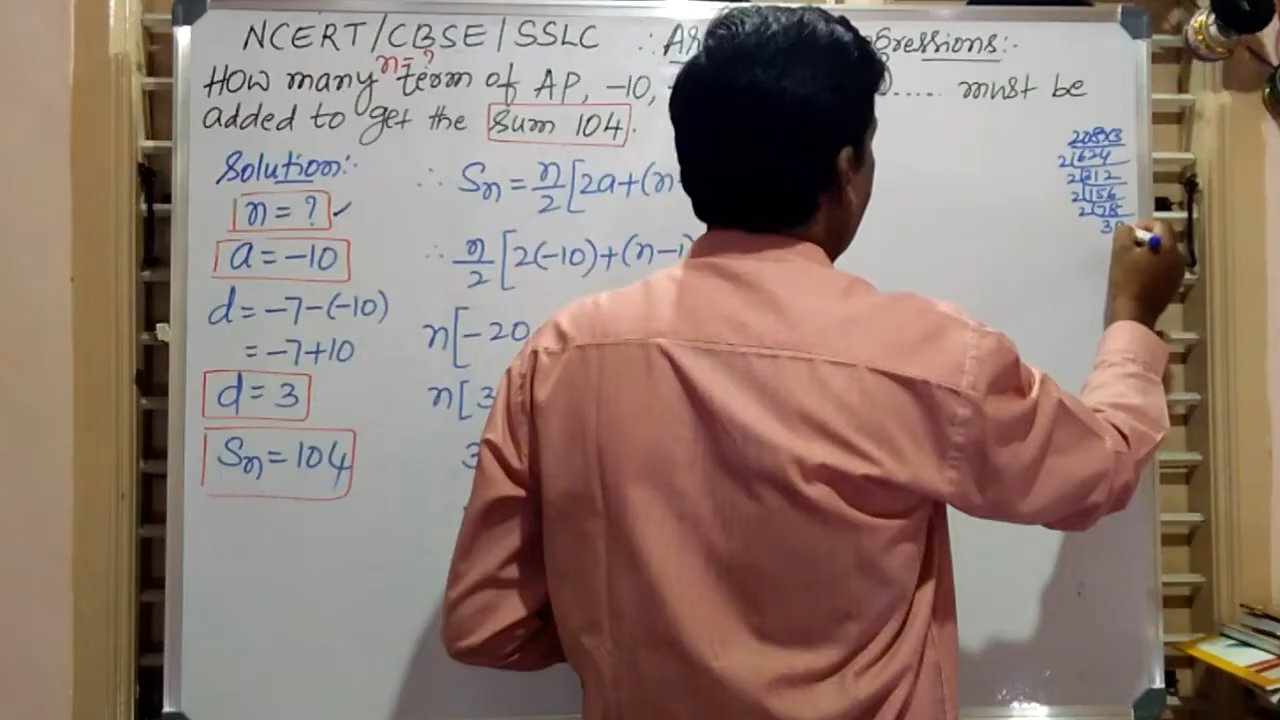 NCERT/CBSE/SSLC ∴ Ar gressions:-
n=?
How many term of AP, -10, ..... must be
added to get the sum 104.
Solution:-
n = ? ✓
a = -10
d = -7-(-10)
= -7+10
d = 3
Sn = 104
∴ Sn = n/2 [2a+(n
∴ n/2 [2(-10)+(n-1
n[-20
n[3
3
208×3
2|624
2|312
2|156
2|78
3